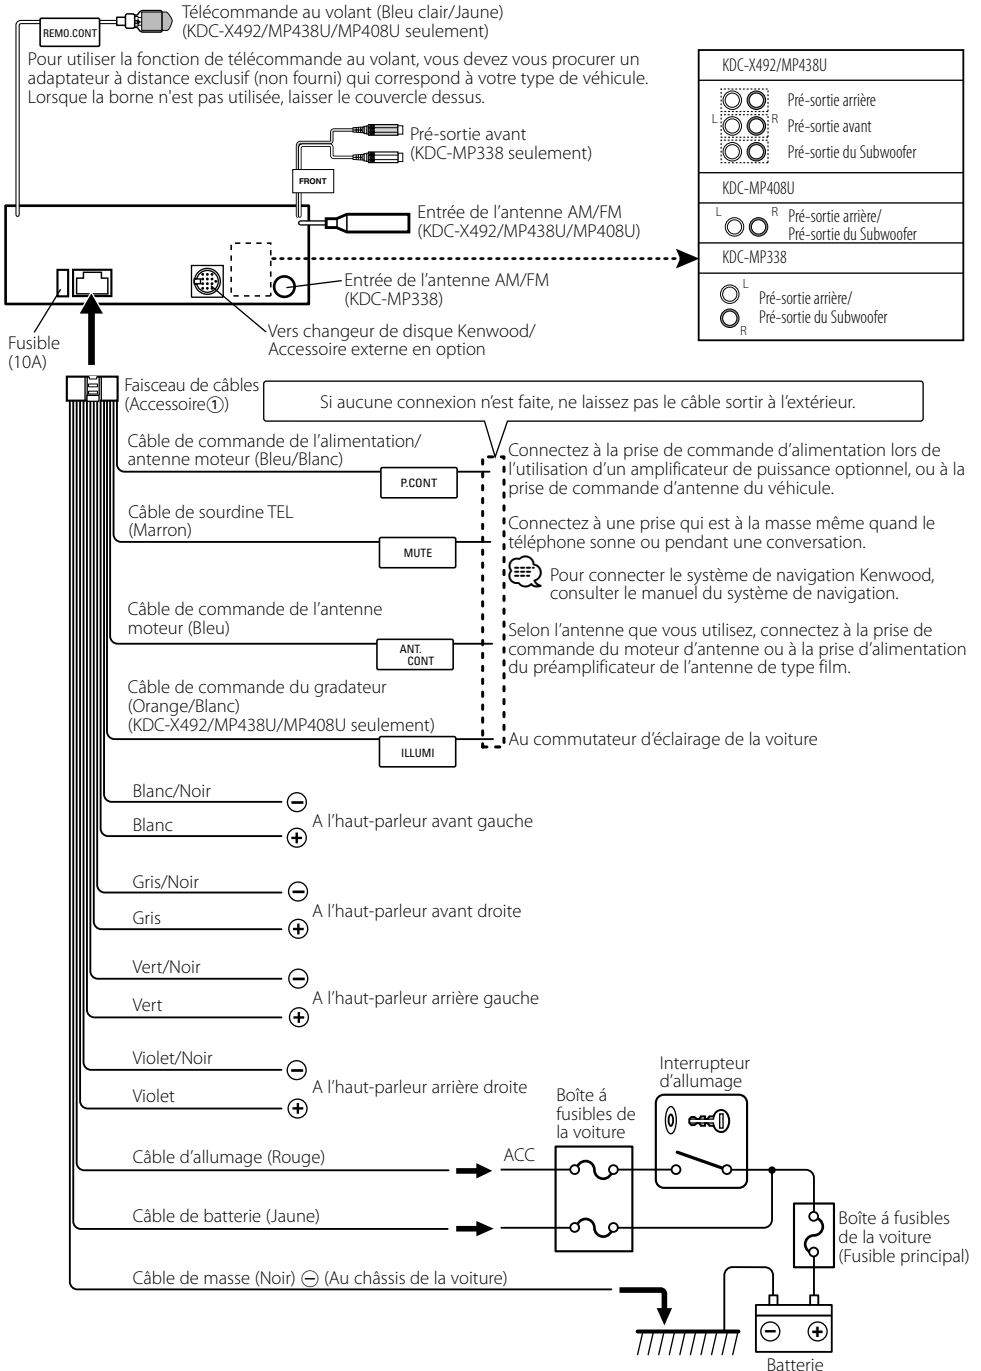 REMO.CONT
Télécommande au volant (Bleu clair/Jaune)
(KDC-X492/MP438U/MP408U seulement)
Pour utiliser la fonction de télécommande au volant, vous devez vous procurer un
adaptateur à distance exclusif (non fourni) qui correspond à votre type de véhicule.
Lorsque la borne n'est pas utilisée, laisser le couvercle dessus.
KDC-X492/MP438U
Pré-sortie arrière
L R Pré-sortie avant
Pré-sortie du Subwoofer
KDC-MP408U
L R Pré-sortie arrière/
Pré-sortie du Subwoofer
KDC-MP338
L
Pré-sortie arrière/
Pré-sortie du Subwoofer
R
Pré-sortie avant
(KDC-MP338 seulement)
FRONT
Entrée de l'antenne AM/FM
(KDC-X492/MP438U/MP408U)
Entrée de l'antenne AM/FM
(KDC-MP338)
Vers changeur de disque Kenwood/
Accessoire externe en option
Fusible
(10A)
Faisceau de câbles
(Accessoire①)
Si aucune connexion n'est faite, ne laissez pas le câble sortir à l'extérieur.
Câble de commande de l'alimentation/
antenne moteur (Bleu/Blanc)
P.CONT
Connectez à la prise de commande d'alimentation lors de
l'utilisation d'un amplificateur de puissance optionnel, ou à la
prise de commande d'antenne du véhicule.
Câble de sourdine TEL
(Marron)
MUTE
Connectez à une prise qui est à la masse même quand le
téléphone sonne ou pendant une conversation.
Pour connecter le système de navigation Kenwood,
consulter le manuel du système de navigation.
Câble de commande de l'antenne
moteur (Bleu)
ANT.
CONT
Selon l'antenne que vous utilisez, connectez à la prise de
commande du moteur d'antenne ou à la prise d'alimentation
du préamplificateur de l'antenne de type film.
Câble de commande du gradateur
(Orange/Blanc)
(KDC-X492/MP438U/MP408U seulement)
ILLUMI
Au commutateur d'éclairage de la voiture
Blanc/Noir ⊖
Blanc ⊕
A l'haut-parleur avant gauche
Gris/Noir ⊖
Gris ⊕
A l'haut-parleur avant droite
Vert/Noir ⊖
Vert ⊕
A l'haut-parleur arrière gauche
Violet/Noir ⊖
Violet ⊕
A l'haut-parleur arrière droite
Câble d'allumage (Rouge)
ACC
Boîte á
fusibles de
la voiture
Interrupteur
d'allumage
Câble de batterie (Jaune)
Boîte á fusibles
de la voiture
(Fusible principal)
Câble de masse (Noir) ⊖ (Au châssis de la voiture)
⊖ ⊕
Batterie